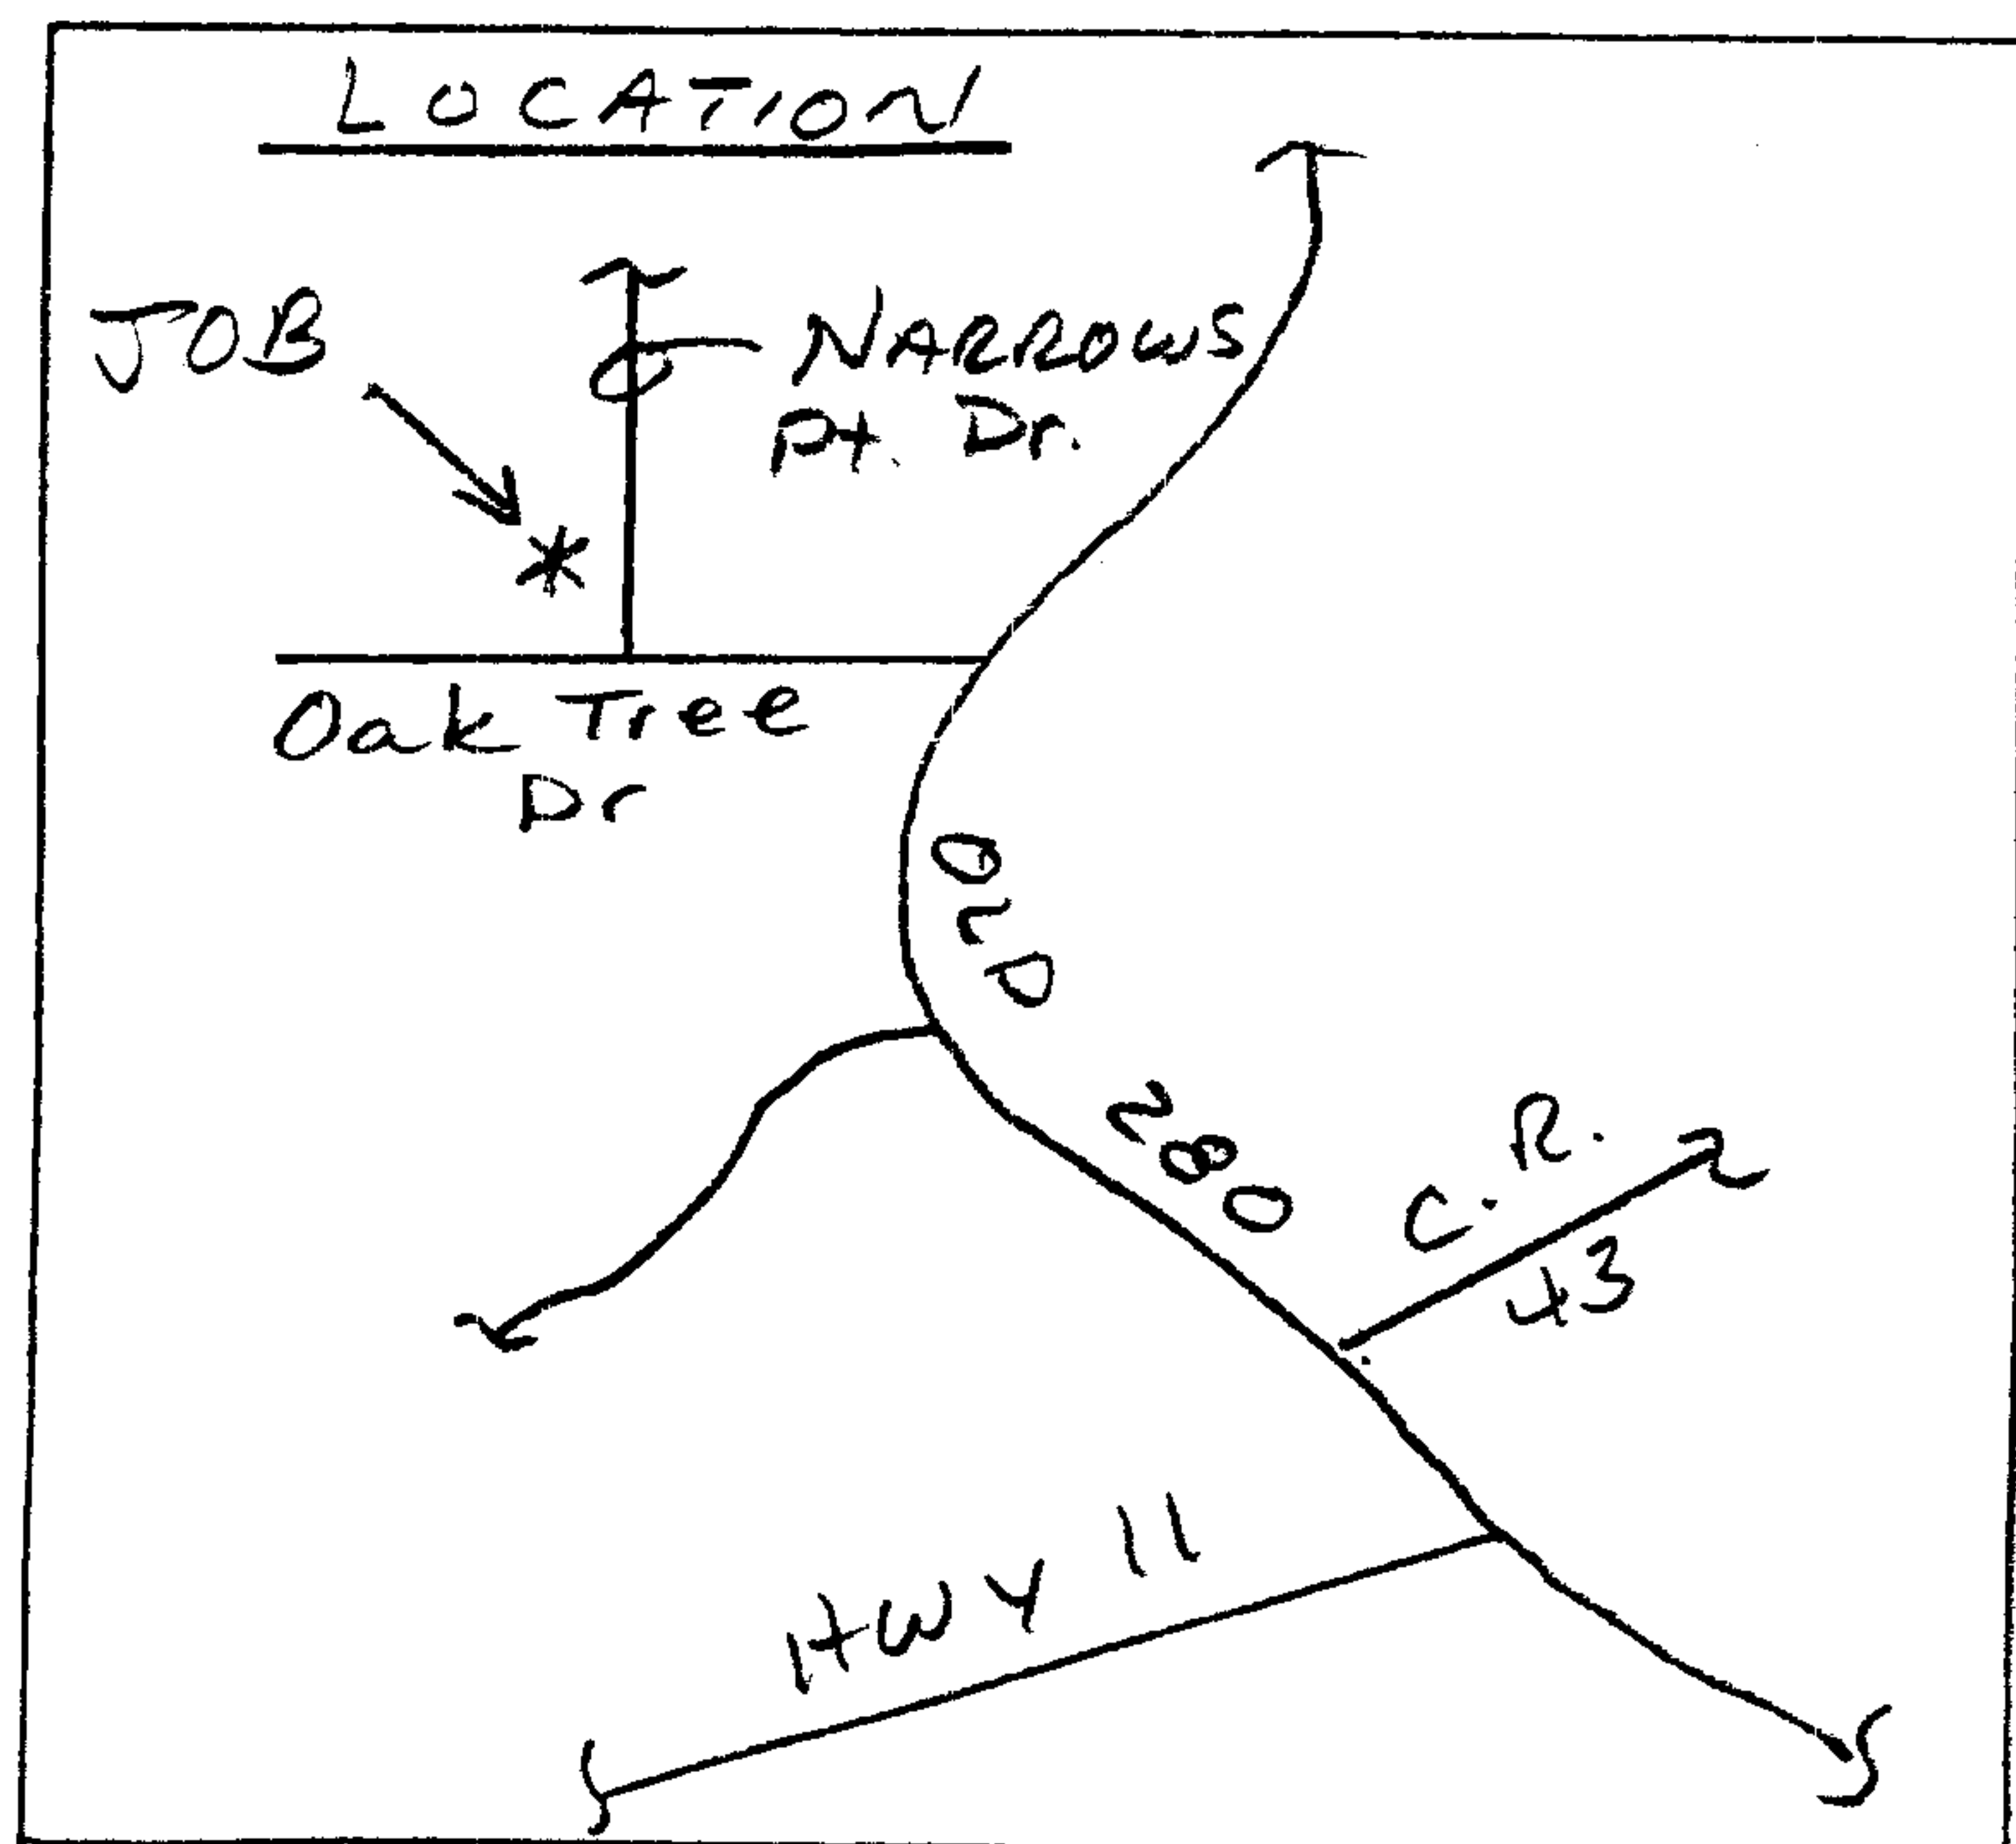 LOCATION
JOB
NARROWS
Pt. Dr.
Oak Tree
Dr
OLD
280
C. R.
43
HWY 11